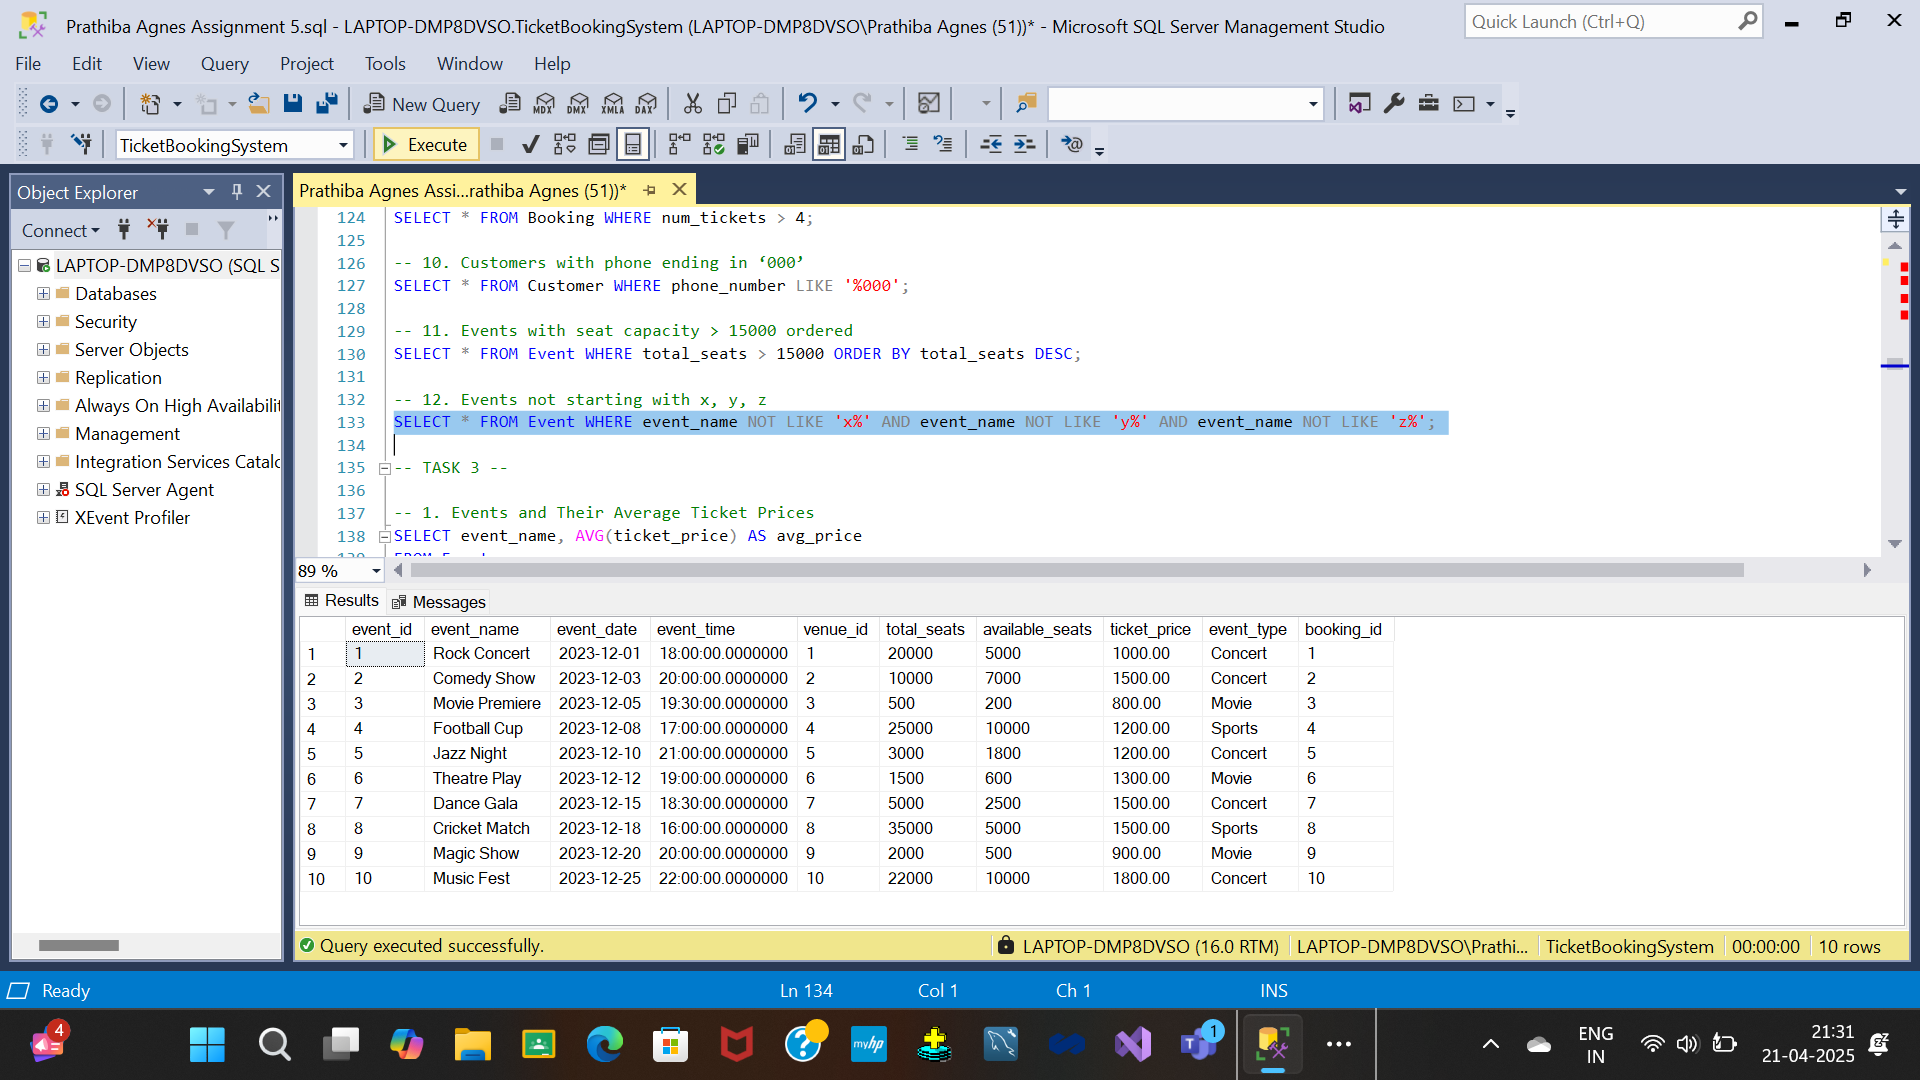 Prathiba Agnes Assignment 5.sql - LAPTOP-DMP8DVSO.TicketBookingSystem (LAPTOP-DMP8DVSO\Prathiba Agnes (51))* - Microsoft SQL Server Management Studio
Quick Launch (Ctrl+Q)
File Edit View Query Project Tools Window Help
New Query MDX DMX XMLA DAX
TicketBookingSystem Execute
Object Explorer
Connect
LAPTOP-DMP8DVSO (SQL S
Databases
Security
Server Objects
Replication
Always On High Availabilit
Management
Integration Services Catalo
SQL Server Agent
XEvent Profiler
Prathiba Agnes Assi...rathiba Agnes (51))*
124 SELECT * FROM Booking WHERE num_tickets > 4;
125
126 -- 10. Customers with phone ending in ‘000’
127 SELECT * FROM Customer WHERE phone_number LIKE '%000';
128
129 -- 11. Events with seat capacity > 15000 ordered
130 SELECT * FROM Event WHERE total_seats > 15000 ORDER BY total_seats DESC;
131
132 -- 12. Events not starting with x, y, z
133 SELECT * FROM Event WHERE event_name NOT LIKE 'x%' AND event_name NOT LIKE 'y%' AND event_name NOT LIKE 'z%';
134
135 -- TASK 3 --
136
137 -- 1. Events and Their Average Ticket Prices
138 SELECT event_name, AVG(ticket_price) AS avg_price
89 %
Results Messages
event_id event_name event_date event_time venue_id total_seats available_seats ticket_price event_type booking_id
1 1 Rock Concert 2023-12-01 18:00:00.0000000 1 20000 5000 1000.00 Concert 1
2 2 Comedy Show 2023-12-03 20:00:00.0000000 2 10000 7000 1500.00 Concert 2
3 3 Movie Premiere 2023-12-05 19:30:00.0000000 3 500 200 800.00 Movie 3
4 4 Football Cup 2023-12-08 17:00:00.0000000 4 25000 10000 1200.00 Sports 4
5 5 Jazz Night 2023-12-10 21:00:00.0000000 5 3000 1800 1200.00 Concert 5
6 6 Theatre Play 2023-12-12 19:00:00.0000000 6 1500 600 1300.00 Movie 6
7 7 Dance Gala 2023-12-15 18:30:00.0000000 7 5000 2500 1500.00 Concert 7
8 8 Cricket Match 2023-12-18 16:00:00.0000000 8 35000 5000 1500.00 Sports 8
9 9 Magic Show 2023-12-20 20:00:00.0000000 9 2000 500 900.00 Movie 9
10 10 Music Fest 2023-12-25 22:00:00.0000000 10 22000 10000 1800.00 Concert 10
Query executed successfully. LAPTOP-DMP8DVSO (16.0 RTM) LAPTOP-DMP8DVSO\Prathi... TicketBookingSystem 00:00:00 10 rows
Ready Ln 134 Col 1 Ch 1 INS
4 myhp 1
ENG
IN
21:31
21-04-2025